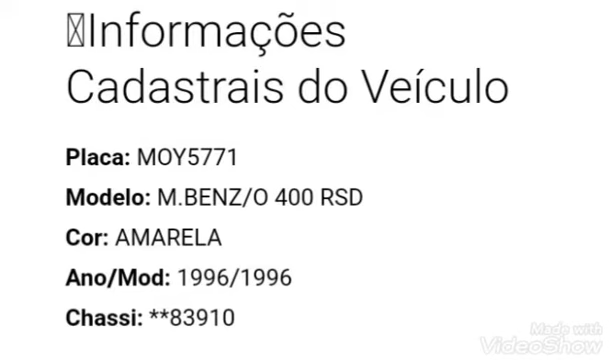 Informações
Cadastrais do Veículo
Placa: MOY5771
Modelo: M.BENZ/O 400 RSD
Cor: AMARELA
Ano/Mod: 1996/1996
Chassi: **83910
Made with
VideoShow